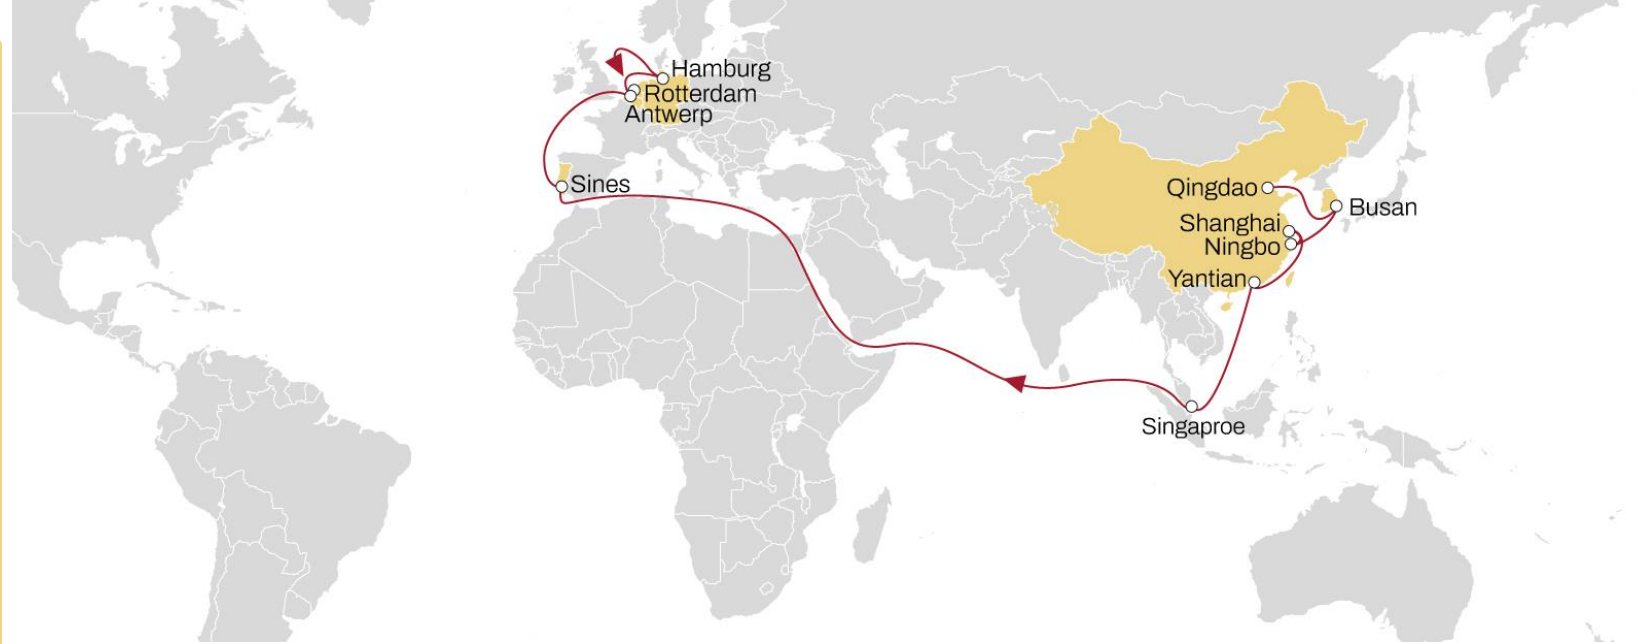 Hamburg
Rotterdam
Antwerp
Sines
Qingdao
Busan
Shanghai
Ningbo
Yantian
Singaproe